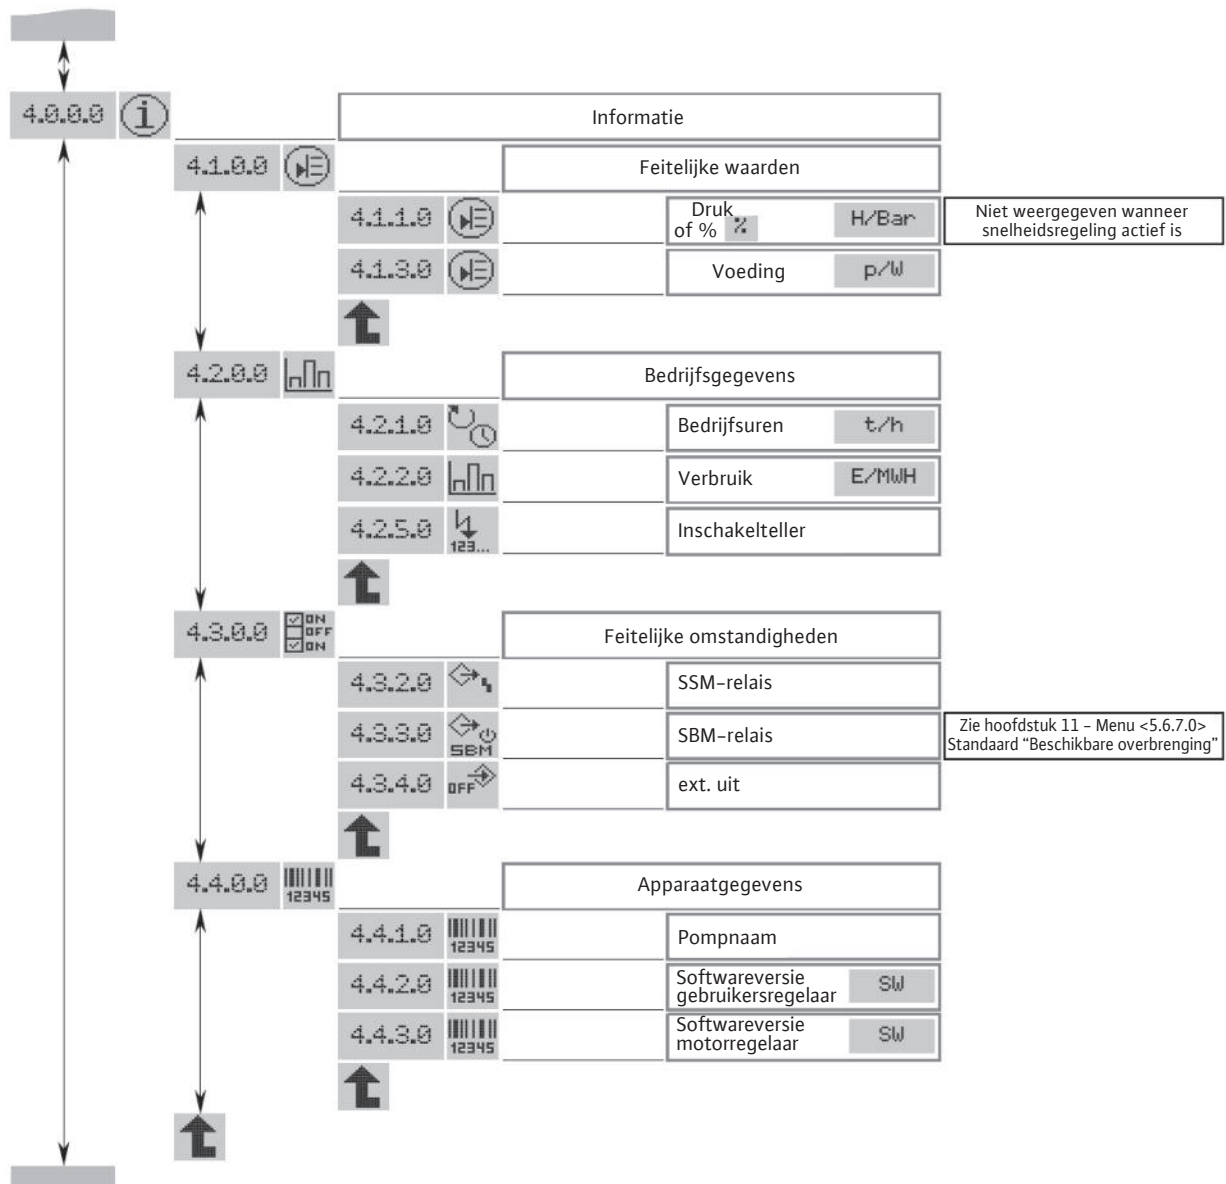 4.0.0.0 i Informatie
4.1.0.0 Feitelijke waarden
4.1.1.0 Druk H/Bar
of % %
Niet weergegeven wanneer
snelheidsregeling actief is
4.1.3.0 Voeding p/W
4.2.0.0 Bedrijfsgegevens
4.2.1.0 Bedrijfsuren t/h
4.2.2.0 Verbruik E/MWH
4.2.5.0 123... Inschakelteller
4.3.0.0 Feitelijke omstandigheden
ON
OFF
ON
4.3.2.0 SSM-relais
4.3.3.0 SBM SBM-relais
Zie hoofdstuk 11 – Menu <5.6.7.0>
Standaard “Beschikbare overbrenging”
4.3.4.0 OFF ext. uit
4.4.0.0 12345 Apparaatgegevens
4.4.1.0 12345 Pompnaam
4.4.2.0 12345 Softwareversie SW
gebruikersregelaar
4.4.3.0 12345 Softwareversie SW
motorregelaar